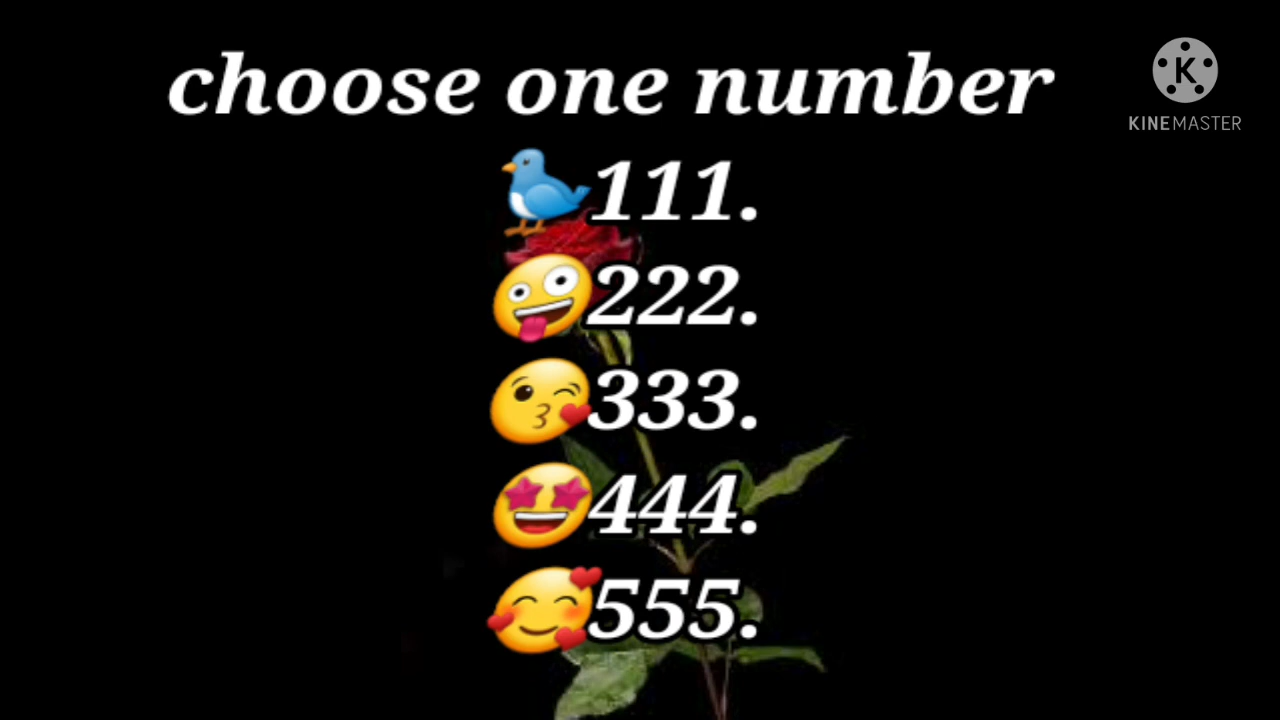 choose one number
KINEMASTER
🐦111.
🤪222.
😘333.
🤩444.
🥰555.